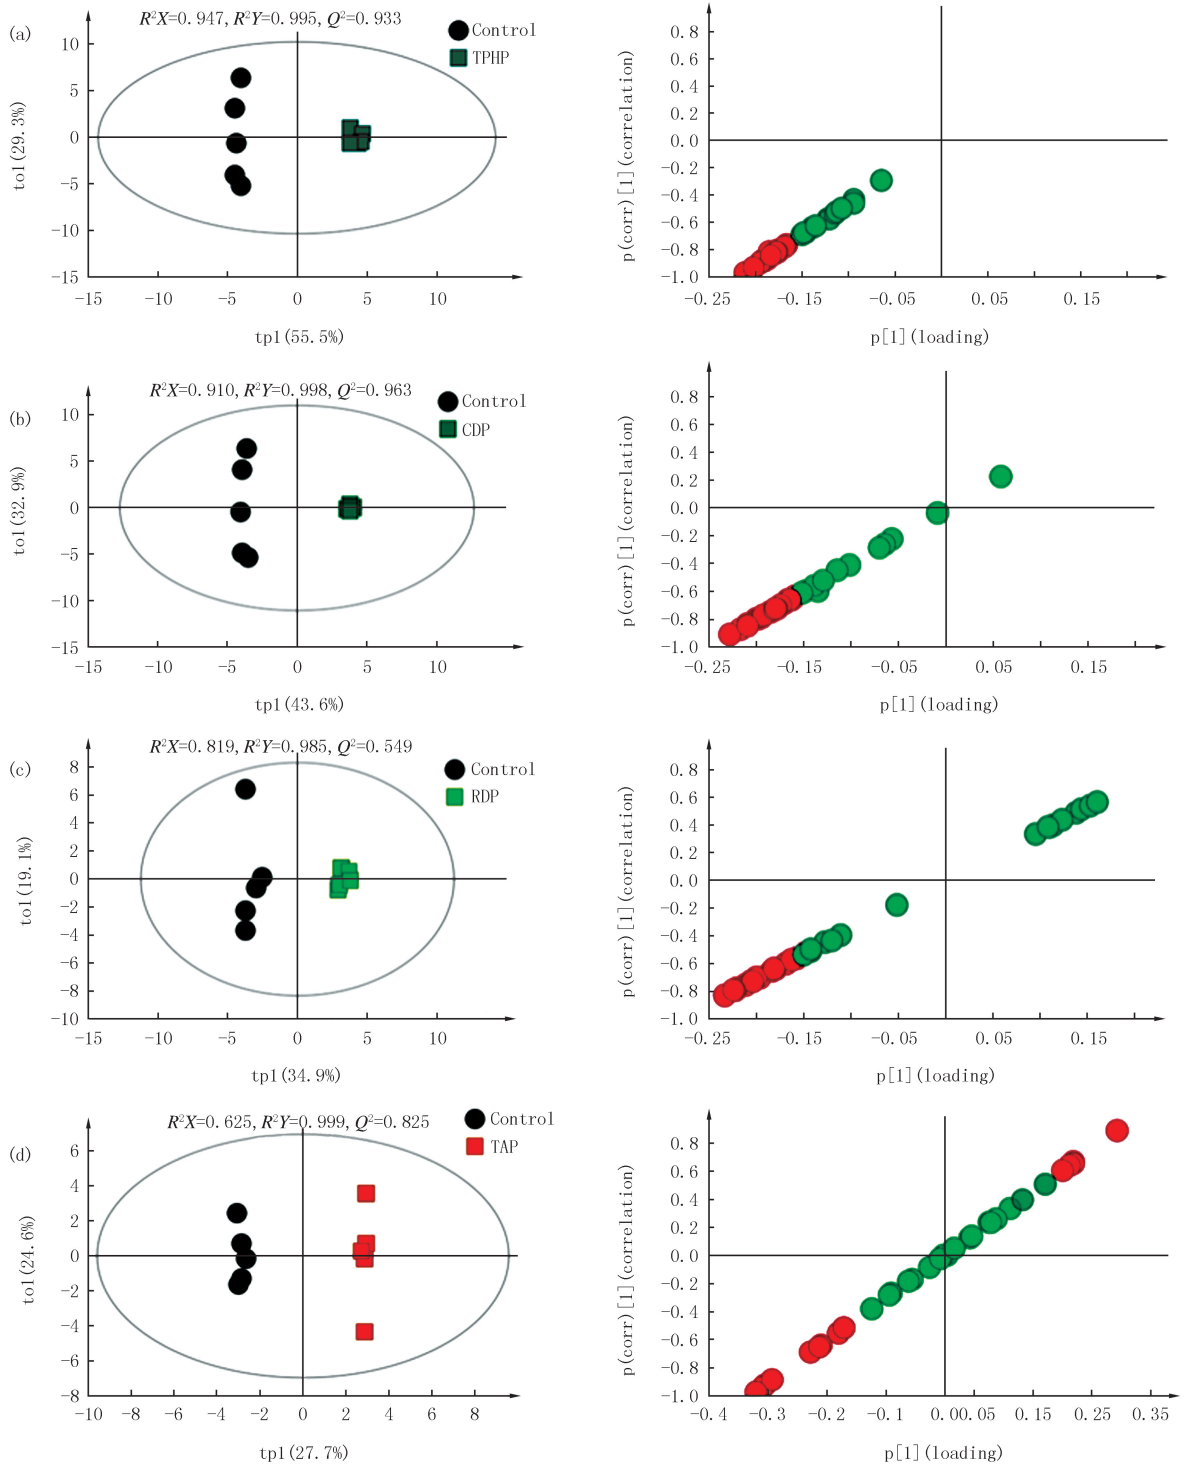 (a)
R²X=0.947, R²Y=0.995, Q²=0.933
Control
TPHP
10
5
0
-5
-10
-15
-15 -10 -5 0 5 10
to1(29.3%)
tp1(55.5%)
0.8
0.6
0.4
0.2
0.0
-0.2
-0.4
-0.6
-0.8
-1.0
-0.25 -0.15 -0.05 0.05 0.15
p(corr)[1](correlation)
p[1](loading)
(b)
R²X=0.910, R²Y=0.998, Q²=0.963
Control
CDP
10
5
0
-5
-10
-15
-15 -10 -5 0 5 10
to1(32.9%)
tp1(43.6%)
0.8
0.6
0.4
0.2
0.0
-0.2
-0.4
-0.6
-0.8
-1.0
-0.25 -0.15 -0.05 0.05 0.15
p(corr)[1](correlation)
p[1](loading)
(c)
R²X=0.819, R²Y=0.985, Q²=0.549
Control
RDP
8
6
4
2
0
-2
-4
-6
-8
-10
-15 -10 -5 0 5 10
to1(19.1%)
tp1(34.9%)
0.8
0.6
0.4
0.2
0.0
-0.2
-0.4
-0.6
-0.8
-1.0
-0.25 -0.15 -0.05 0.05 0.15
p(corr)[1](correlation)
p[1](loading)
(d)
R²X=0.625, R²Y=0.999, Q²=0.825
Control
TAP
6
4
2
0
-2
-4
-6
-8
-10 -8 -6 -4 -2 0 2 4 6 8
to1(24.6%)
tp1(27.7%)
0.8
0.6
0.4
0.2
0.0
-0.2
-0.4
-0.6
-0.8
-1.0
-0.4 -0.3 -0.2 -0.1 0.00.05 0.15 0.25 0.35
p(corr)[1](correlation)
p[1](loading)